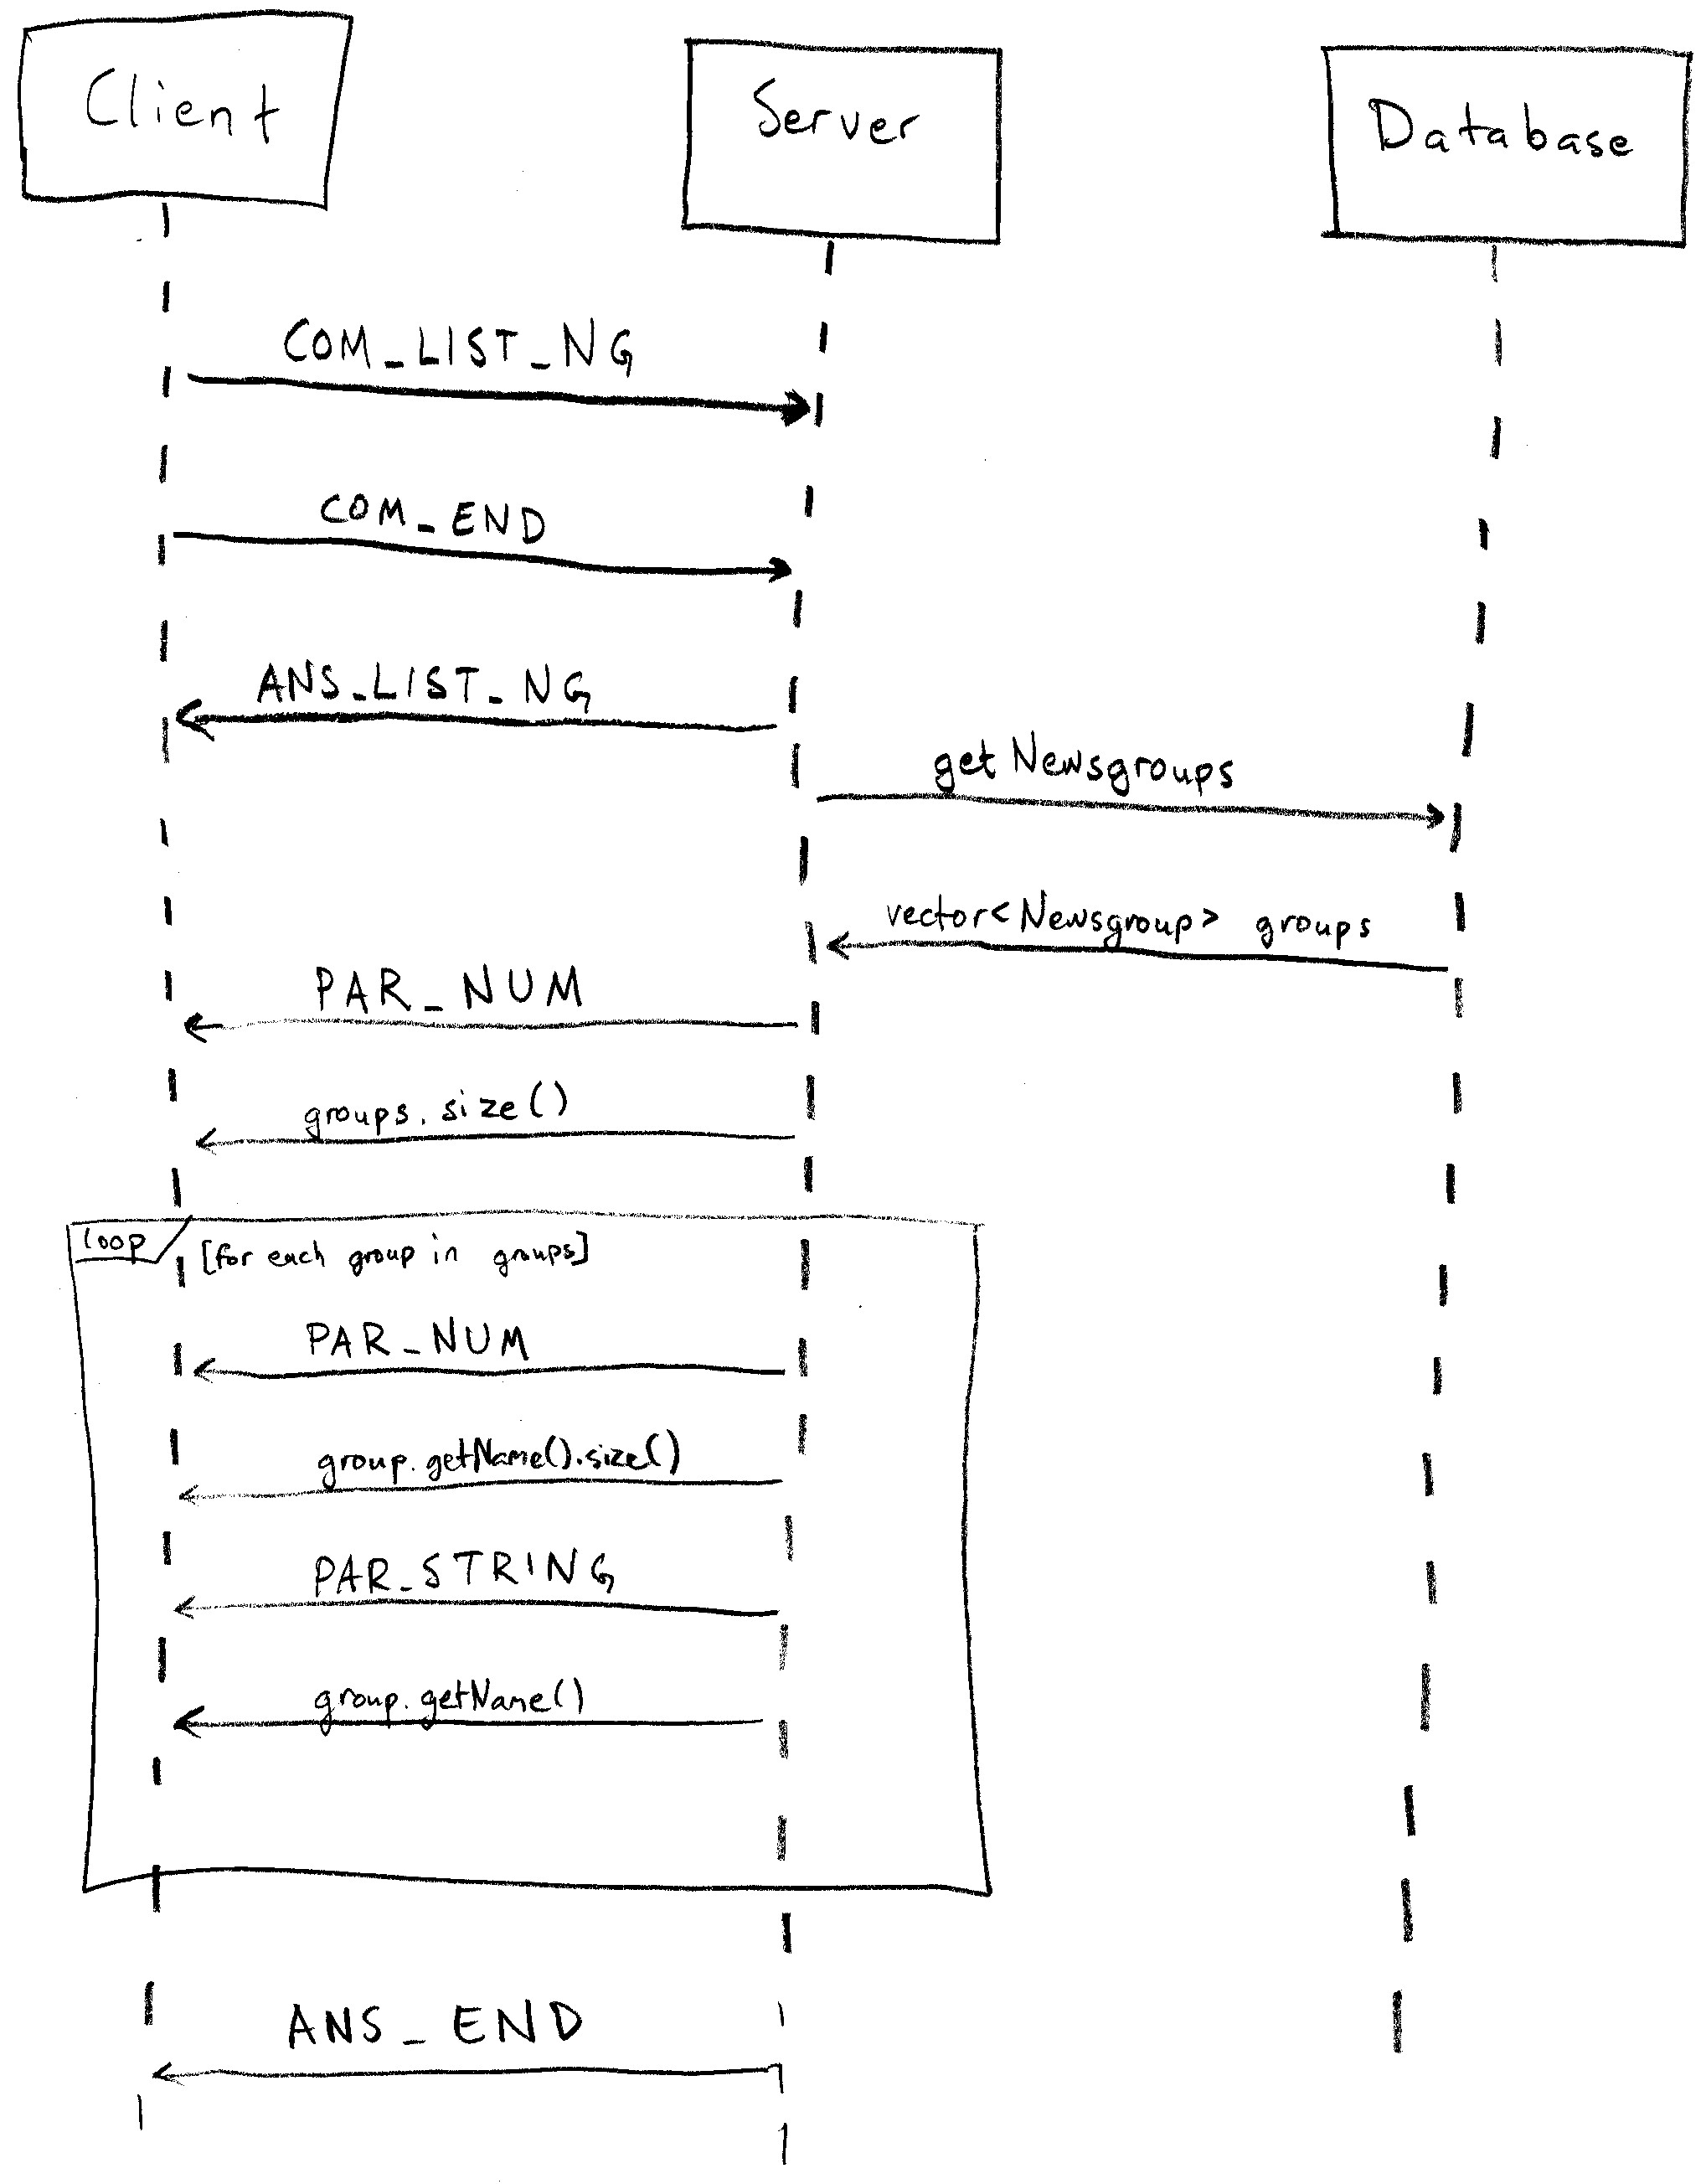 Client
Server
Database
COM_LIST_NG
COM_END
ANS_LIST_NG
getNewsgroups
vector<Newsgroup> groups
PAR_NUM
groups.size()
loop
[for each group in groups]
PAR_NUM
group.getName().size()
PAR_STRING
group.getName()
ANS_END